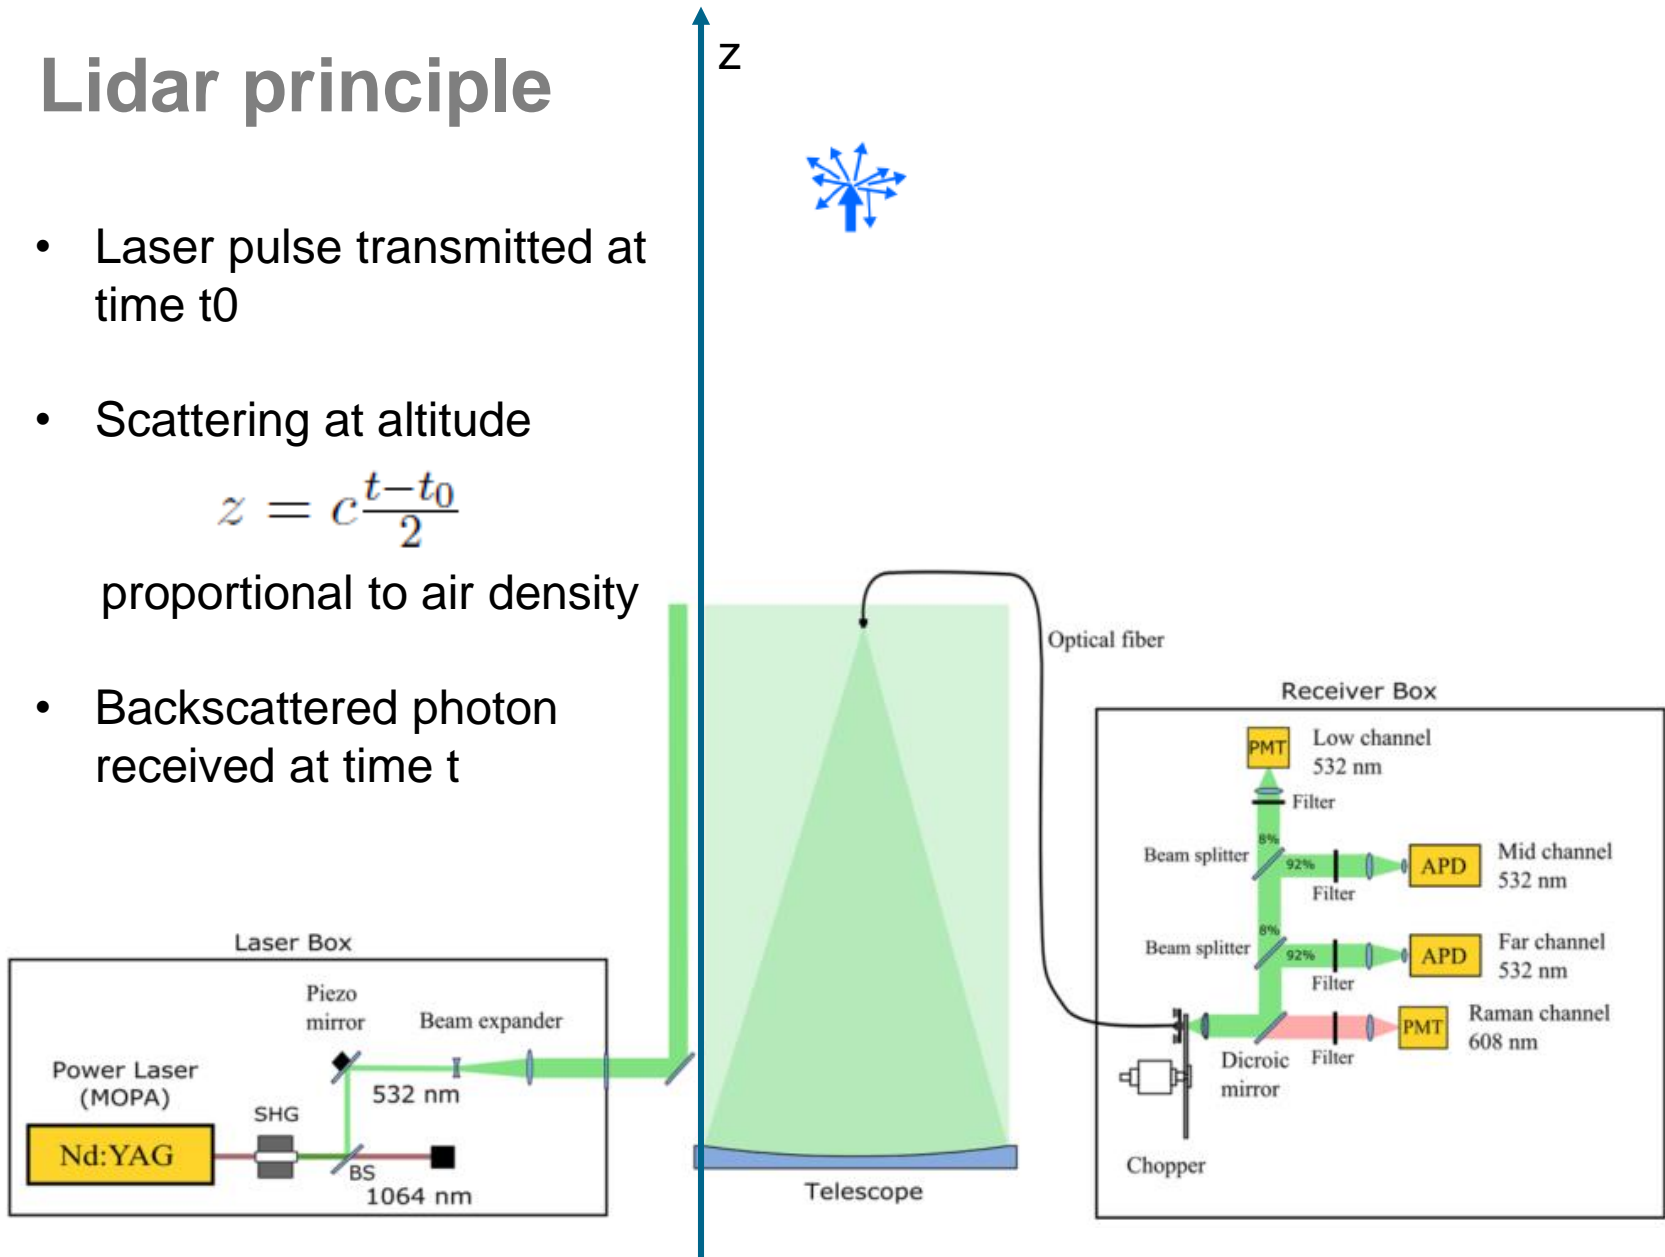 Lidar principle
z
• Laser pulse transmitted at
time t0
• Scattering at altitude
z = c \frac{t-t_0}{2}
proportional to air density
• Backscattered photon
received at time t
Optical fiber
Receiver Box
PMT
Low channel
532 nm
Filter
8%
Beam splitter
92%
Filter
APD
Mid channel
532 nm
8%
Beam splitter
92%
Filter
APD
Far channel
532 nm
Dicroic
mirror
Filter
PMT
Raman channel
608 nm
Chopper
Laser Box
Piezo
mirror
Beam expander
Power Laser
(MOPA)
532 nm
SHG
Nd:YAG
BS
1064 nm
Telescope